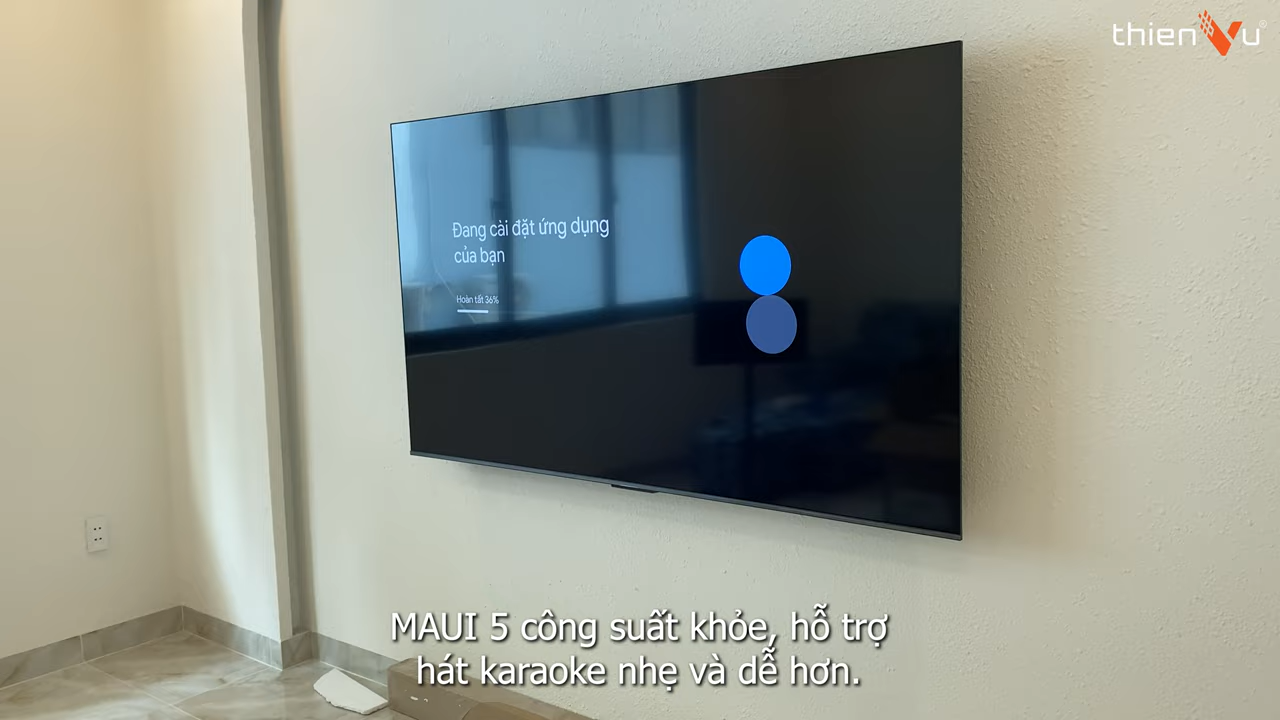 thienVu
Đang cài đặt ứng dụng
của bạn
Hoàn tất 36%
MAUI 5 công suất khỏe, hỗ trợ
hát karaoke nhẹ và dễ hơn.